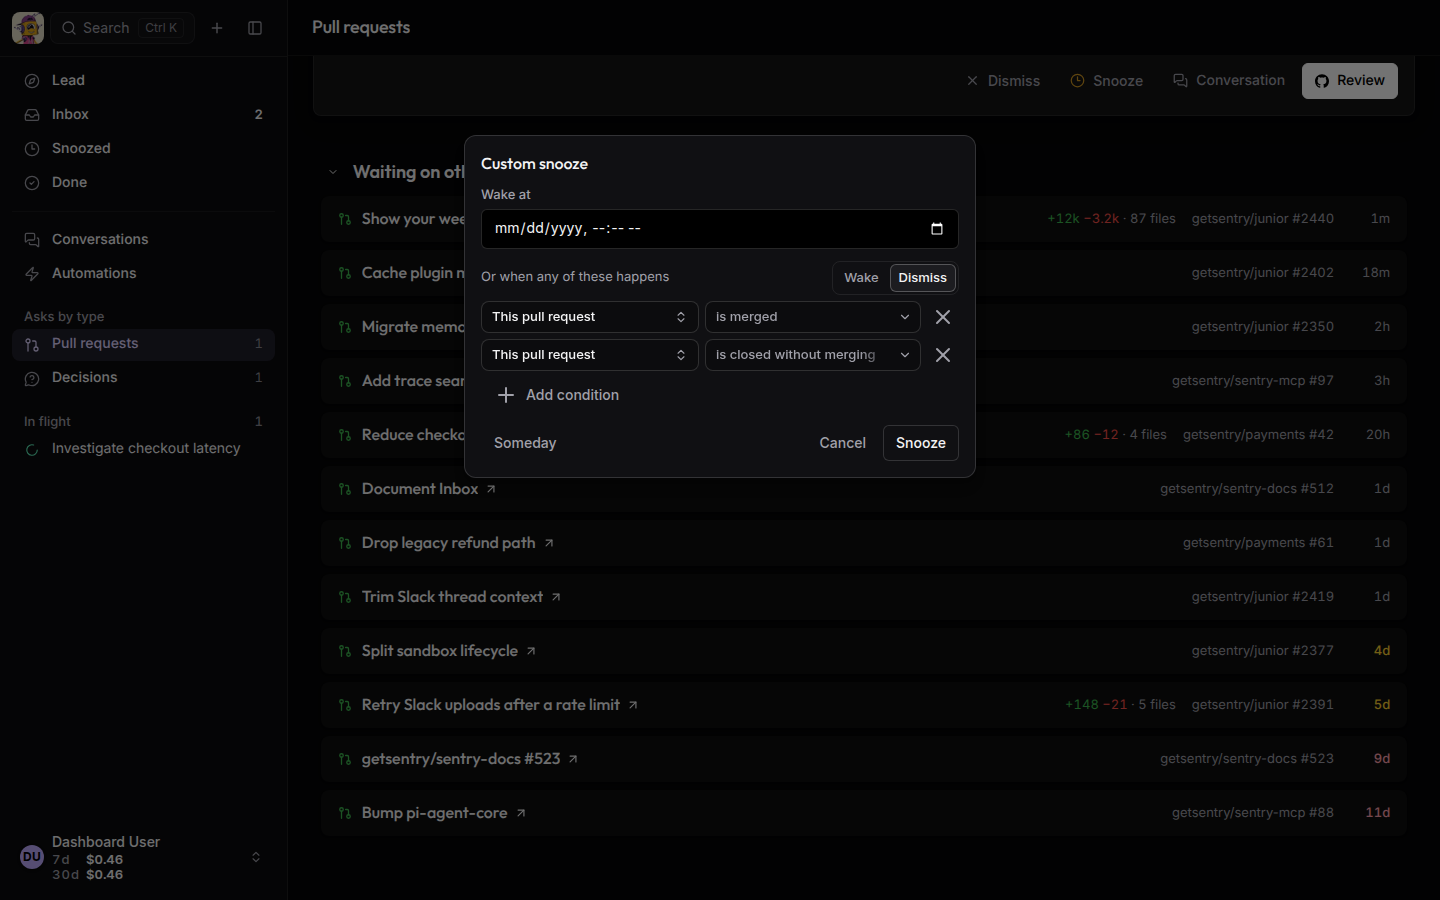 Search Ctrl K
Pull requests
Lead
Inbox 2
Snoozed
Done
Conversations
Automations
Asks by type
Pull requests 1
Decisions 1
In flight 1
Investigate checkout latency
Dashboard User
DU
7d $0.46
30d $0.46
Dismiss Snooze Conversation Review
Waiting on
Show your +12k −3.2k · 87 files getsentry/junior #2440 1m
Cache plugin getsentry/junior #2402 18m
Migrate getsentry/junior #2350 2h
Add trace getsentry/sentry-mcp #97 3h
Reduce +86 −12 · 4 files getsentry/payments #42 20h
Document Inbox getsentry/sentry-docs #512 1d
Drop legacy refund path getsentry/payments #61 1d
Trim Slack thread context getsentry/junior #2419 1d
Split sandbox lifecycle getsentry/junior #2377 4d
Retry Slack uploads after a rate limit +148 −21 · 5 files getsentry/junior #2391 5d
getsentry/sentry-docs #523 getsentry/sentry-docs #523 9d
Bump pi-agent-core getsentry/sentry-mcp #88 11d
Custom snooze
Wake at
mm/dd/yyyy, --:-- --
Or when any of these happens Wake Dismiss
This pull request is merged
This pull request is closed without merging
Add condition
Someday Cancel Snooze